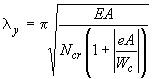 λ_y = π √( EA / ( N_cr ( 1 + | eA / W_c | ) ) )